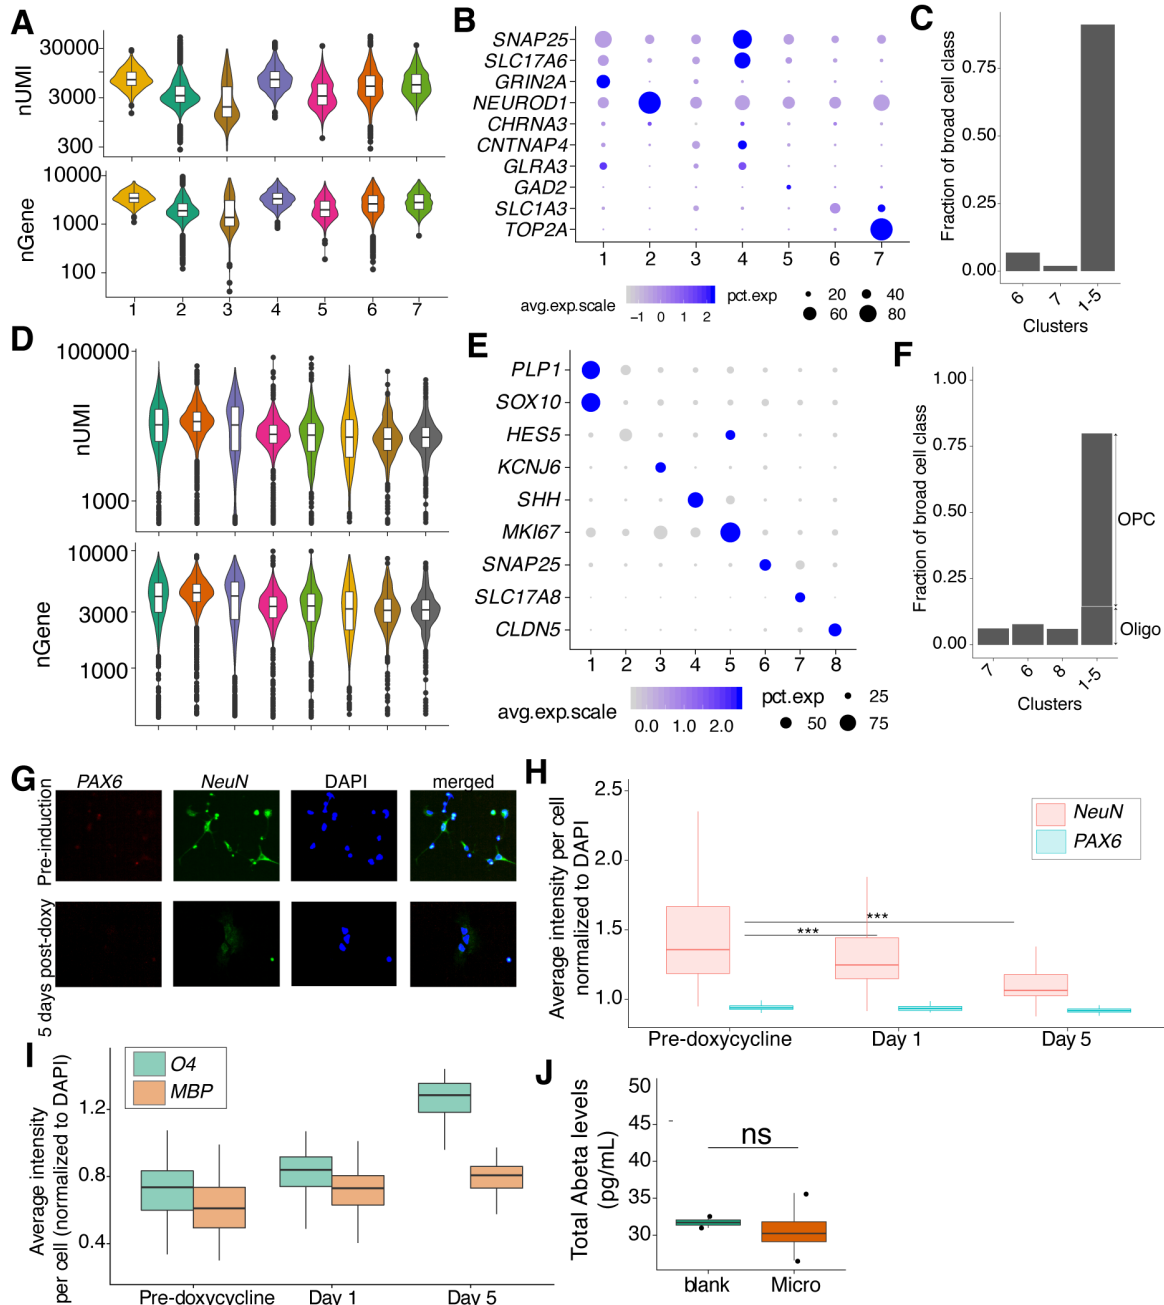 A
nUMI
30000
3000
300
nGene
10000
1000
100
1 2 3 4 5 6 7
B
SNAP25
SLC17A6
GRIN2A
NEUROD1
CHRNA3
CNTNAP4
GLRA3
GAD2
SLC1A3
TOP2A
1 2 3 4 5 6 7
avg.exp.scale
−1 0 1 2
pct.exp
20 40
60 80
C
Fraction of broad cell class
0.75
0.50
0.25
0.00
6 7 1-5
Clusters
D
nUMI
100000
1000
nGene
10000
3000
1000
E
PLP1
SOX10
HES5
KCNJ6
SHH
MKI67
SNAP25
SLC17A8
CLDN5
1 2 3 4 5 6 7 8
avg.exp.scale
0.0 1.0 2.0
pct.exp
25
50 75
F
Fraction of broad cell class
1.00
0.75
0.50
0.25
0.00
OPC
Oligo
7 6 8 1-5
Clusters
G
PAX6 NeuN DAPI merged
Pre-induction
5 days post-doxy
H
Average intensity per cell
normalized to DAPI
2.5
2.0
1.5
1.0
NeuN
PAX6
***
***
Pre-doxycycline Day 1 Day 5
I
Average intensity
per cell (normalized to DAPI)
O4
MBP
1.2
0.8
0.4
Pre-doxycycline Day 1 Day 5
J
Total Abeta levels
(pg/mL)
50
45
40
35
30
ns
blank Micro